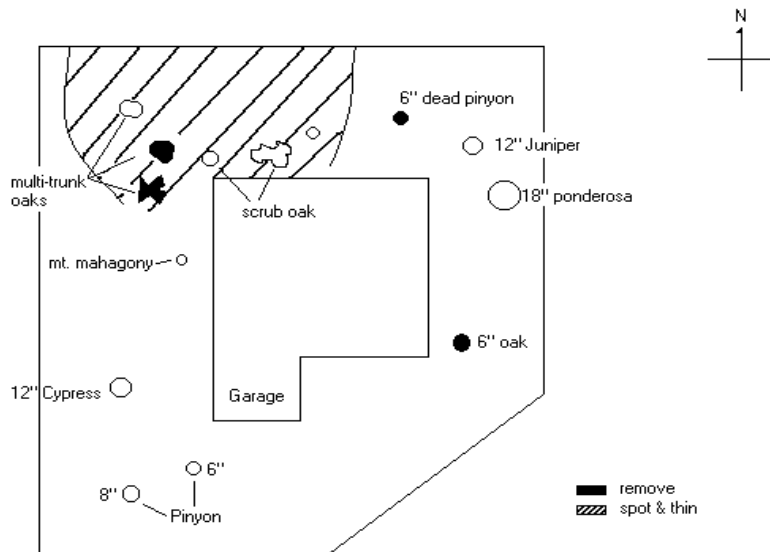 N
6" dead pinyon
12" Juniper
18" ponderosa
multi-trunk
oaks
scrub oak
mt. mahagony
6" oak
12" Cypress
Garage
6"
8"
Pinyon
remove
spot & thin